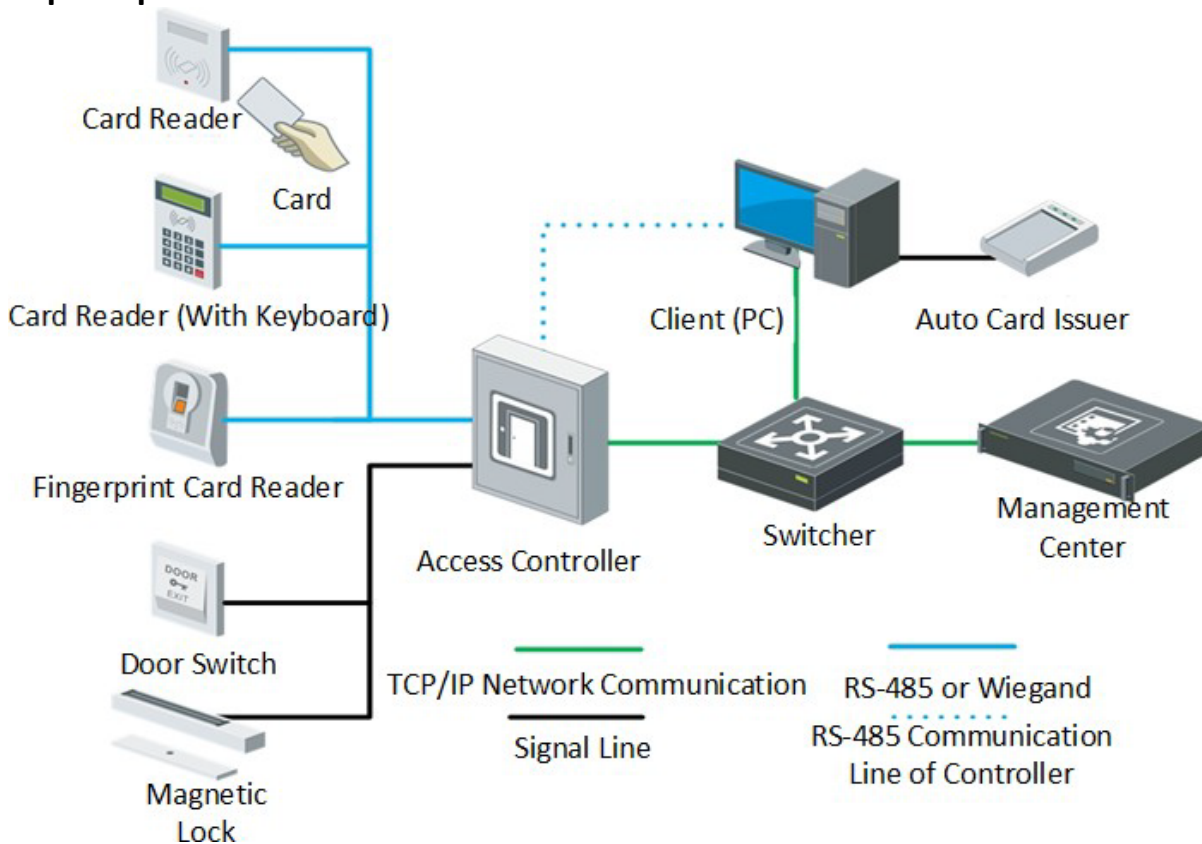 Card Reader
Card
Card Reader (With Keyboard)
Client (PC)
Auto Card Issuer
Fingerprint Card Reader
Access Controller
Switcher
Management
Center
DOOR
EXIT
Door Switch
TCP/IP Network Communication
RS-485 or Wiegand
Signal Line
RS-485 Communication
Line of Controller
Magnetic
Lock